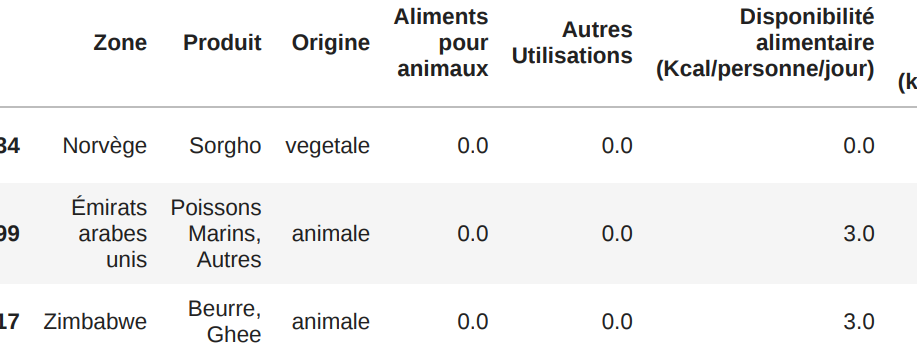 Zone Produit Origine Aliments pour animaux Autres Utilisations Disponibilité alimentaire (Kcal/personne/jour)
34 Norvège Sorgho vegetale 0.0 0.0 0.0
99 Émirats arabes unis Poissons Marins, Autres animale 0.0 0.0 3.0
17 Zimbabwe Beurre, Ghee animale 0.0 0.0 3.0